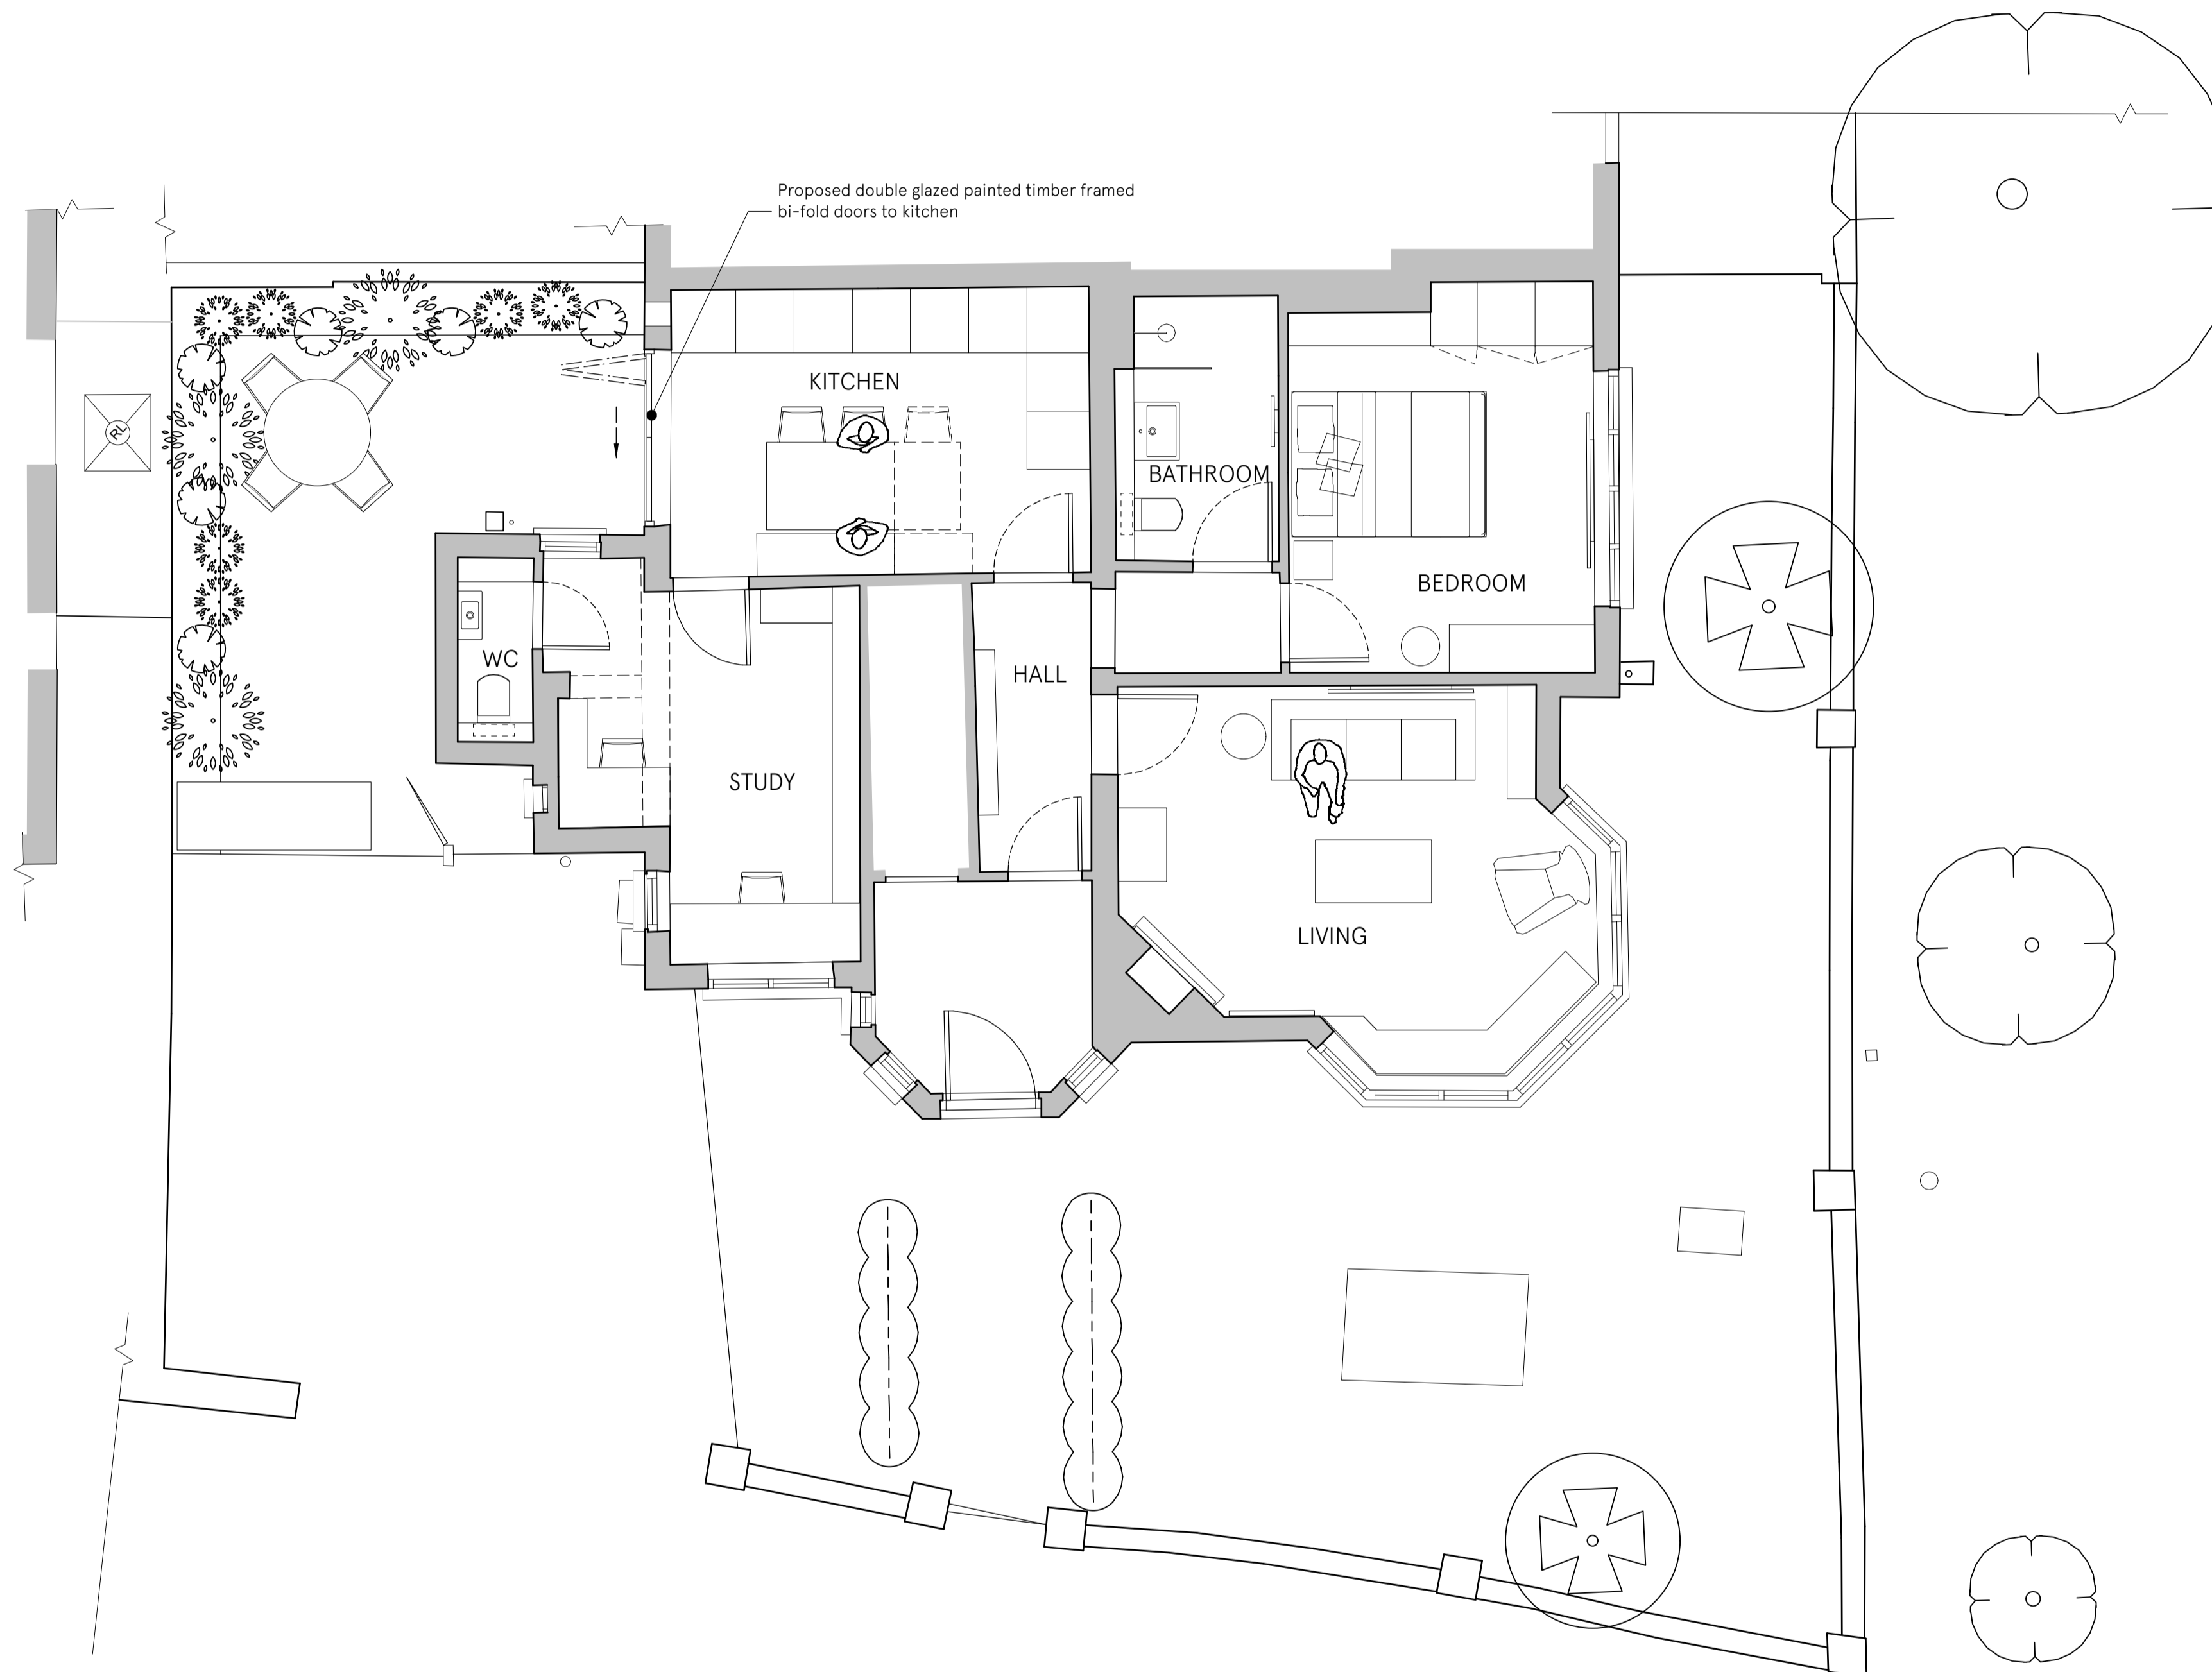 Proposed double glazed painted timber framed
bi-fold doors to kitchen
KITCHEN
RL
BATHROOM
BEDROOM
WC
HALL
STUDY
LIVING